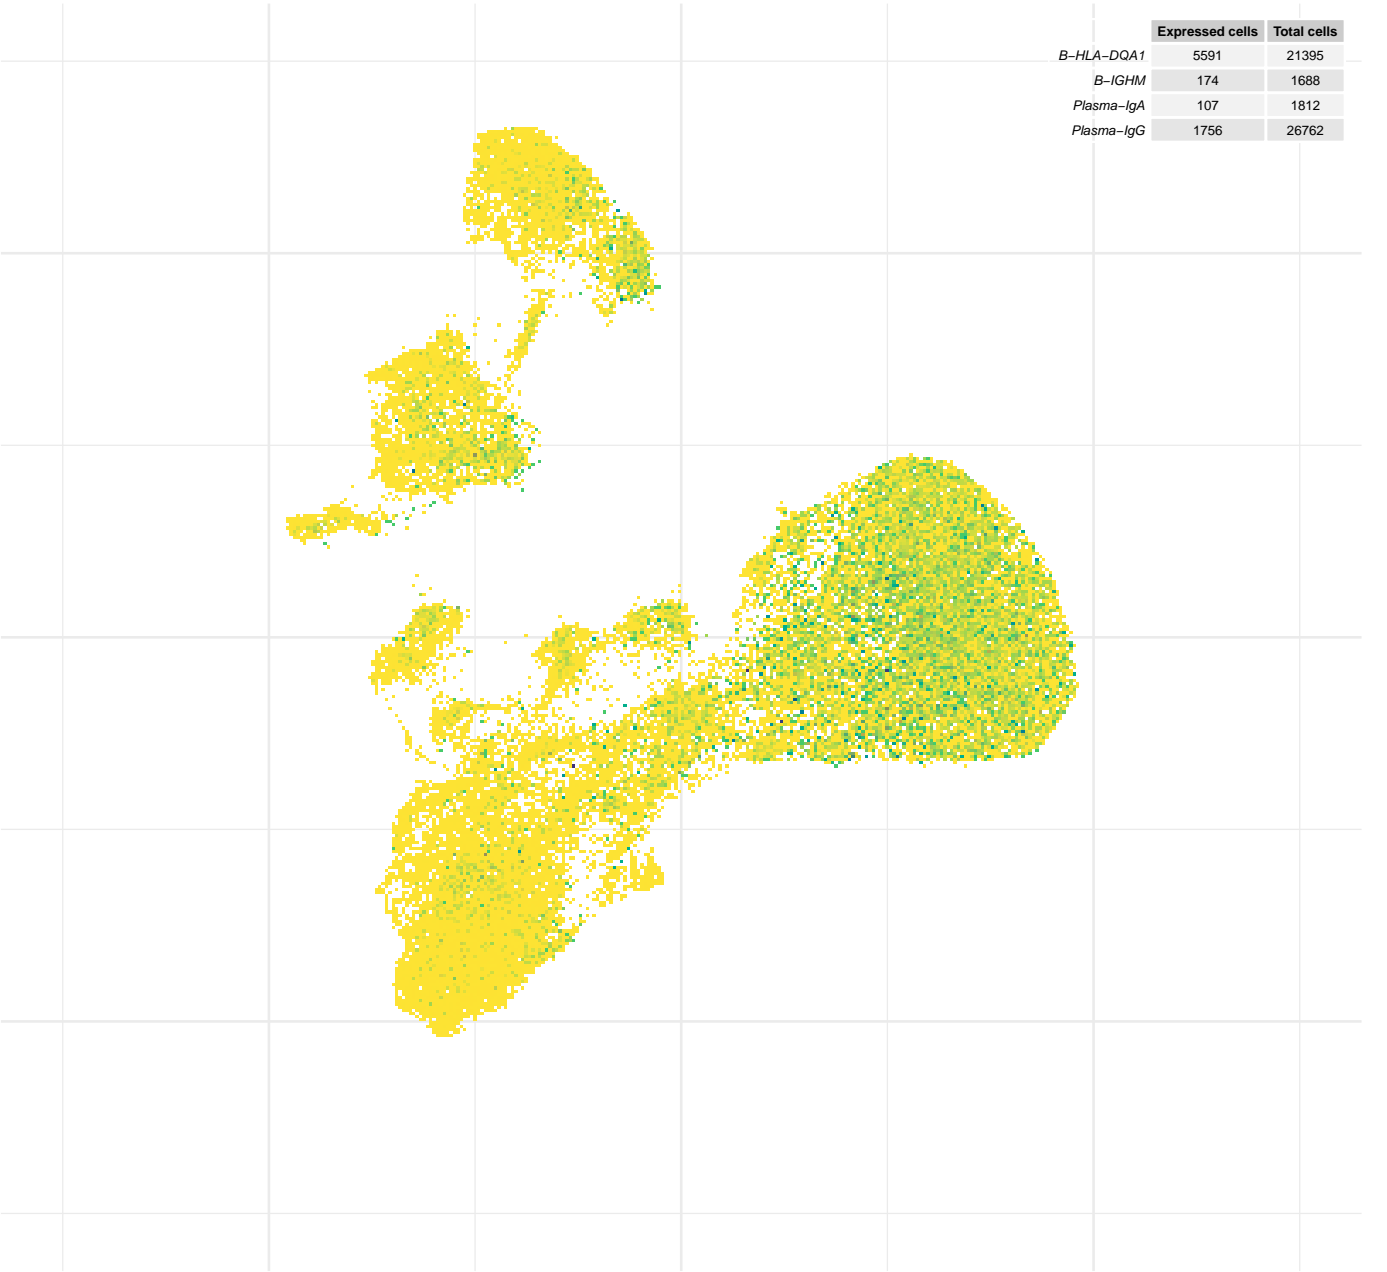 Expressed cells Total cells
B−HLA−DQA1 5591 21395
B−IGHM 174 1688
Plasma−IgA 107 1812
Plasma−IgG 1756 26762